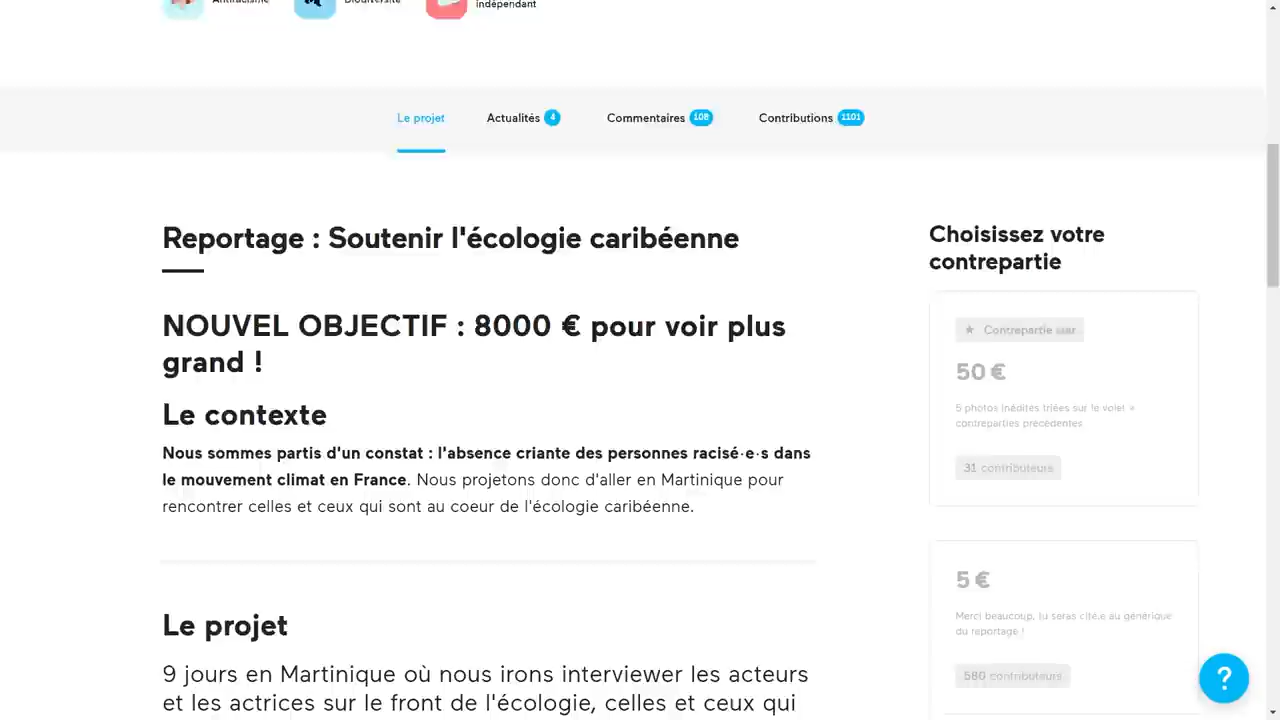 Antiracisme
Biodiversité
indépendant
Le projet
Actualités 4
Commentaires 108
Contributions 1101
Reportage : Soutenir l'écologie caribéenne
NOUVEL OBJECTIF : 8000 € pour voir plus
grand !
Le contexte
Nous sommes partis d'un constat : l'absence criante des personnes racisé·e·s dans
le mouvement climat en France. Nous projetons donc d'aller en Martinique pour
rencontrer celles et ceux qui sont au coeur de l'écologie caribéenne.
Le projet
9 jours en Martinique où nous irons interviewer les acteurs
et les actrices sur le front de l'écologie, celles et ceux qui
Choisissez votre
contrepartie
★ Contrepartie star
50 €
5 photos inédites triées sur le volet +
contreparties précédentes
31 contributeurs
5 €
Merci beaucoup, tu seras cité.e au générique
du reportage !
580 contributeurs
?